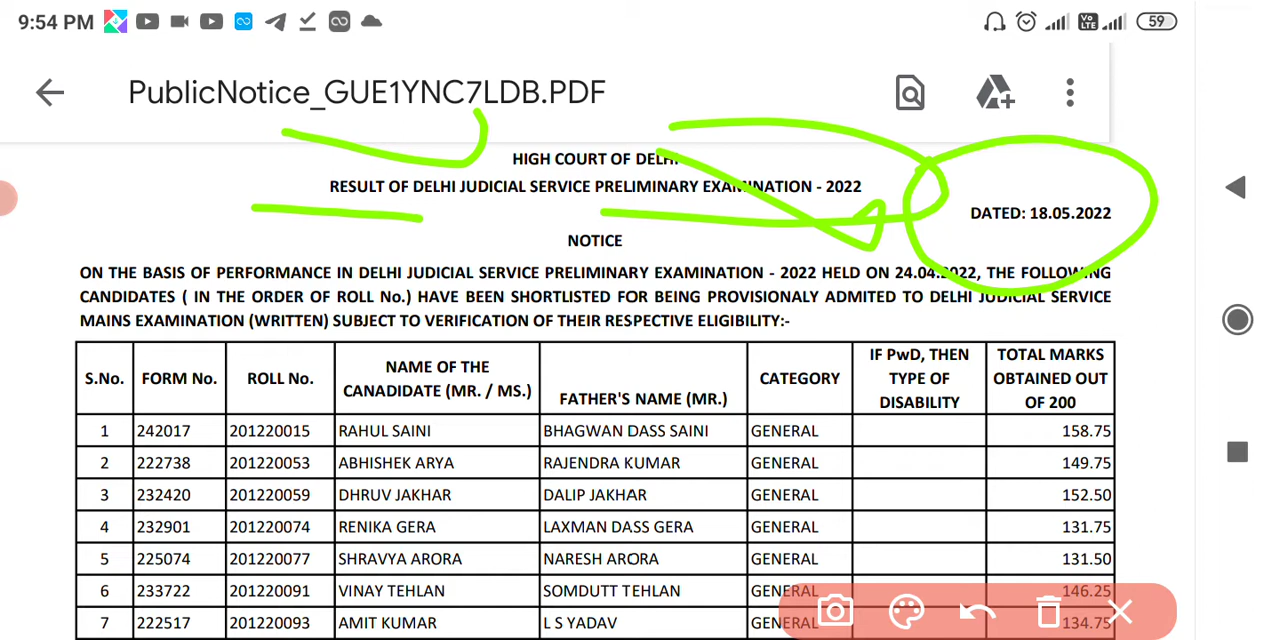 9:54 PM
Vo LTE
59
PublicNotice_GUE1YNC7LDB.PDF
HIGH COURT OF DELHI
RESULT OF DELHI JUDICIAL SERVICE PRELIMINARY EXAMINATION - 2022
DATED: 18.05.2022
NOTICE
ON THE BASIS OF PERFORMANCE IN DELHI JUDICIAL SERVICE PRELIMINARY EXAMINATION - 2022 HELD ON 24.04.2022, THE FOLLOWING
CANDIDATES ( IN THE ORDER OF ROLL No.) HAVE BEEN SHORTLISTED FOR BEING PROVISIONALY ADMITED TO DELHI JUDICIAL SERVICE
MAINS EXAMINATION (WRITTEN) SUBJECT TO VERIFICATION OF THEIR RESPECTIVE ELIGIBILITY:-
S.No. FORM No. ROLL No. NAME OF THE CANADIDATE (MR. / MS.) FATHER'S NAME (MR.) CATEGORY IF PwD, THEN TYPE OF DISABILITY TOTAL MARKS OBTAINED OUT OF 200
1 242017 201220015 RAHUL SAINI BHAGWAN DASS SAINI GENERAL 158.75
2 222738 201220053 ABHISHEK ARYA RAJENDRA KUMAR GENERAL 149.75
3 232420 201220059 DHRUV JAKHAR DALIP JAKHAR GENERAL 152.50
4 232901 201220074 RENIKA GERA LAXMAN DASS GERA GENERAL 131.75
5 225074 201220077 SHRAVYA ARORA NARESH ARORA GENERAL 131.50
6 233722 201220091 VINAY TEHLAN SOMDUTT TEHLAN GENERAL 146.25
7 222517 201220093 AMIT KUMAR L S YADAV GENERAL 134.75